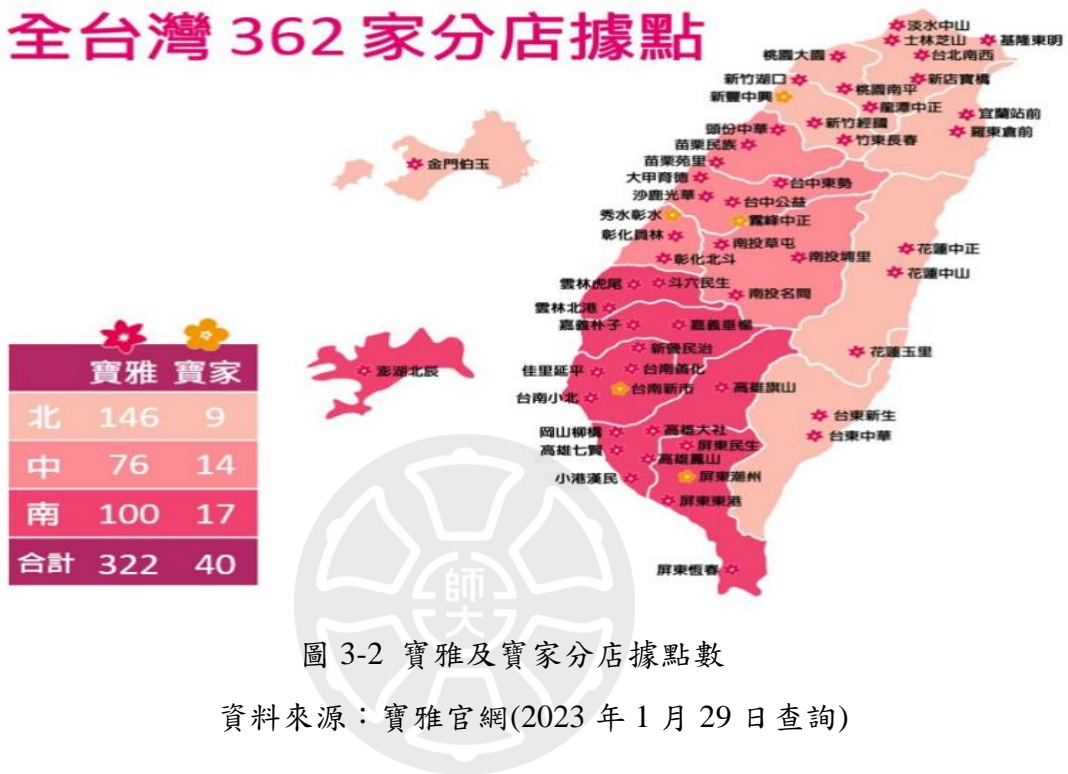 全台灣 362 家分店據點
淡水中山
士林芝山
基隆東明
桃園大園
台北南西
新竹湖口
桃園南平
新店寶橋
新豐中興
龍潭中正
宜蘭站前
頭份中華
新竹經國
羅東倉前
苗栗民族
竹東長春
苗栗苑里
金門伯玉
大甲育德
台中東勢
沙鹿光華
台中公益
秀水彰水
霧峰中正
彰化員林
南投草屯
花蓮中正
彰化北斗
南投埔里
花蓮中山
雲林虎尾
斗六民生
南投名間
雲林北港
嘉義朴子
嘉義垂楊
新營民治
花蓮玉里
澎湖北辰
佳里延平
台南善化
台南新市
高雄旗山
台南小北
台東新生
岡山柳橋
高雄大社
台東中華
高雄七賢
屏東民生
高雄鳳山
小港漢民
屏東潮州
屏東東港
屏東恆春
寶雅 寶家
北 146 9
中 76 14
南 100 17
合計 322 40
師大
圖 3-2 寶雅及寶家分店據點數
資料來源：寶雅官網(2023 年 1 月 29 日查詢)